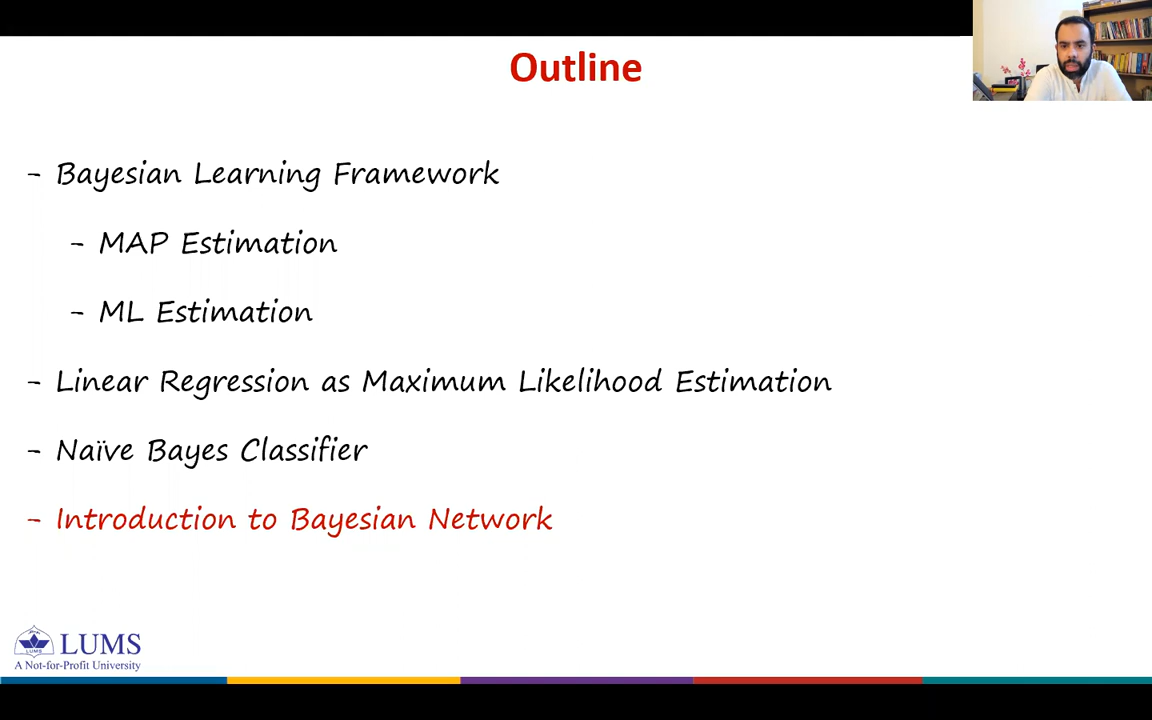 Outline
- Bayesian Learning Framework
- MAP Estimation
- ML Estimation
- Linear Regression as Maximum Likelihood Estimation
- Naïve Bayes Classifier
- Introduction to Bayesian Network
LUMS
A Not-for-Profit University